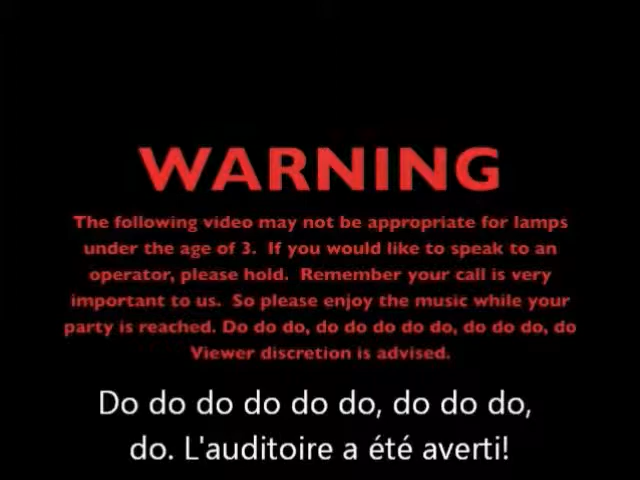 WARNING
The following video may not be appropriate for lamps
under the age of 3. If you would like to speak to an
operator, please hold. Remember your call is very
important to us. So please enjoy the music while your
party is reached. Do do do, do do do do do, do do do, do
Viewer discretion is advised.
Do do do do do do, do do do,
do. L'auditoire a été averti!